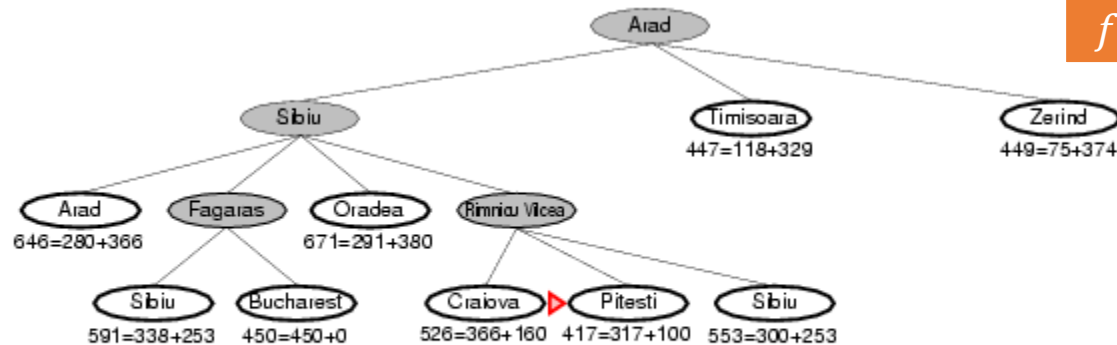 f
Arad
Sibiu
Timisoara
Zerind
447=118+329
449=75+374
Arad
Fagaras
Oradea
Rimnicu Vilcea
646=280+366
671=291+380
Sibiu
Bucharest
Craiova
Pitesti
Sibiu
591=338+253
450=450+0
526=366+160
417=317+100
553=300+253